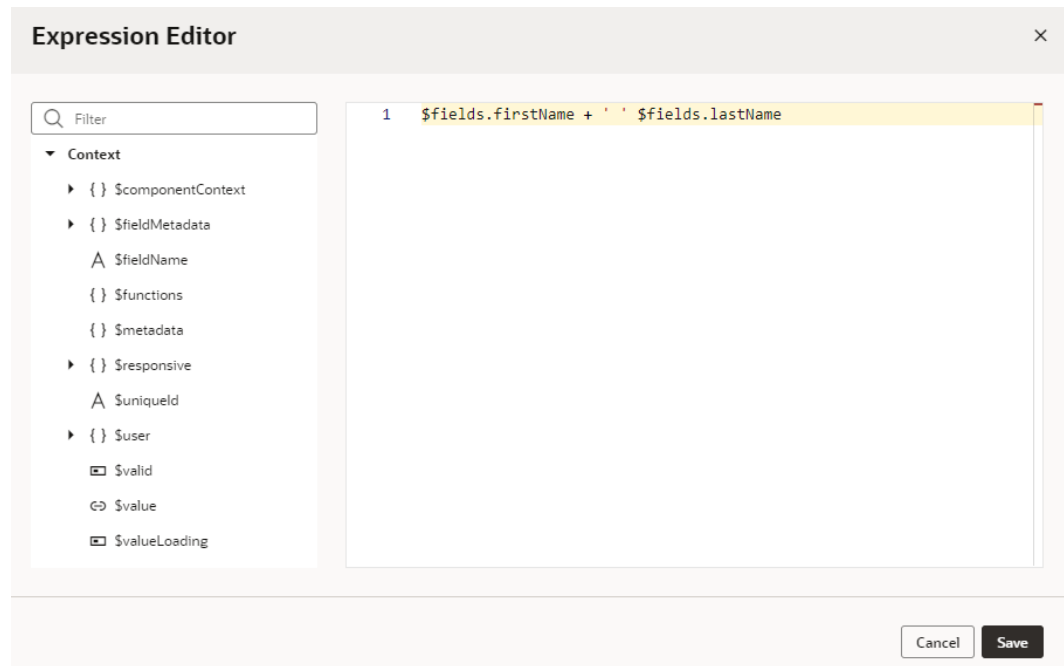 Expression Editor
Filter
1 $fields.firstName + ' ' $fields.lastName
Context
{ } $componentContext
{ } $fieldMetadata
$fieldName
{ } $functions
{ } $metadata
{ } $responsive
$uniqueId
{ } $user
$valid
$value
$valueLoading
Cancel Save